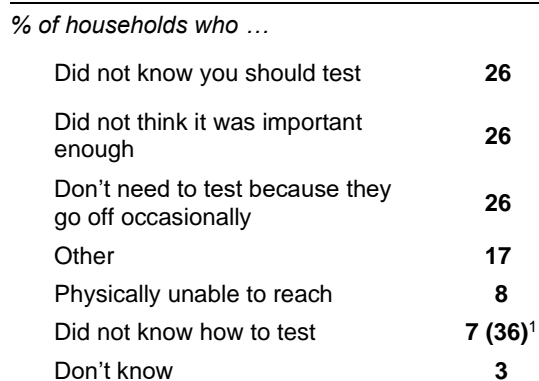 % of households who …
Did not know you should test 26
Did not think it was important
enough 26
Don’t need to test because they
go off occasionally 26
Other 17
Physically unable to reach 8
Did not know how to test 7 (36)¹
Don’t know 3